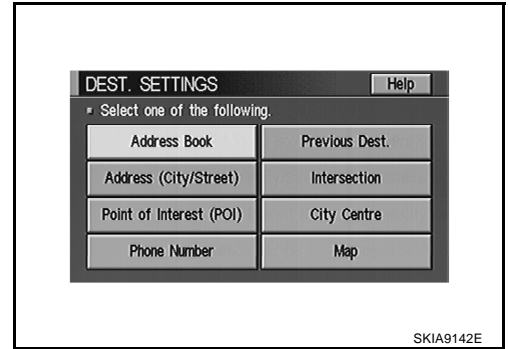 DEST. SETTINGS Help
Select one of the following.
Address Book Previous Dest.
Address (City/Street) Intersection
Point of Interest (POI) City Centre
Phone Number Map
SKIA9142E